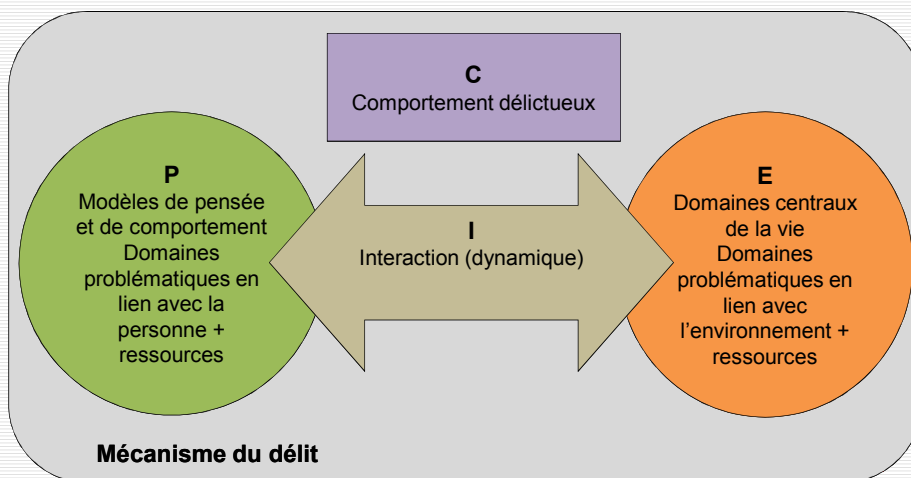 C
Comportement délictueux
P
Modèles de pensée
et de comportement
Domaines
problématiques en
lien avec la
personne +
ressources
I
Interaction (dynamique)
E
Domaines centraux
de la vie
Domaines
problématiques en
lien avec
l'environnement +
ressources
Mécanisme du délit